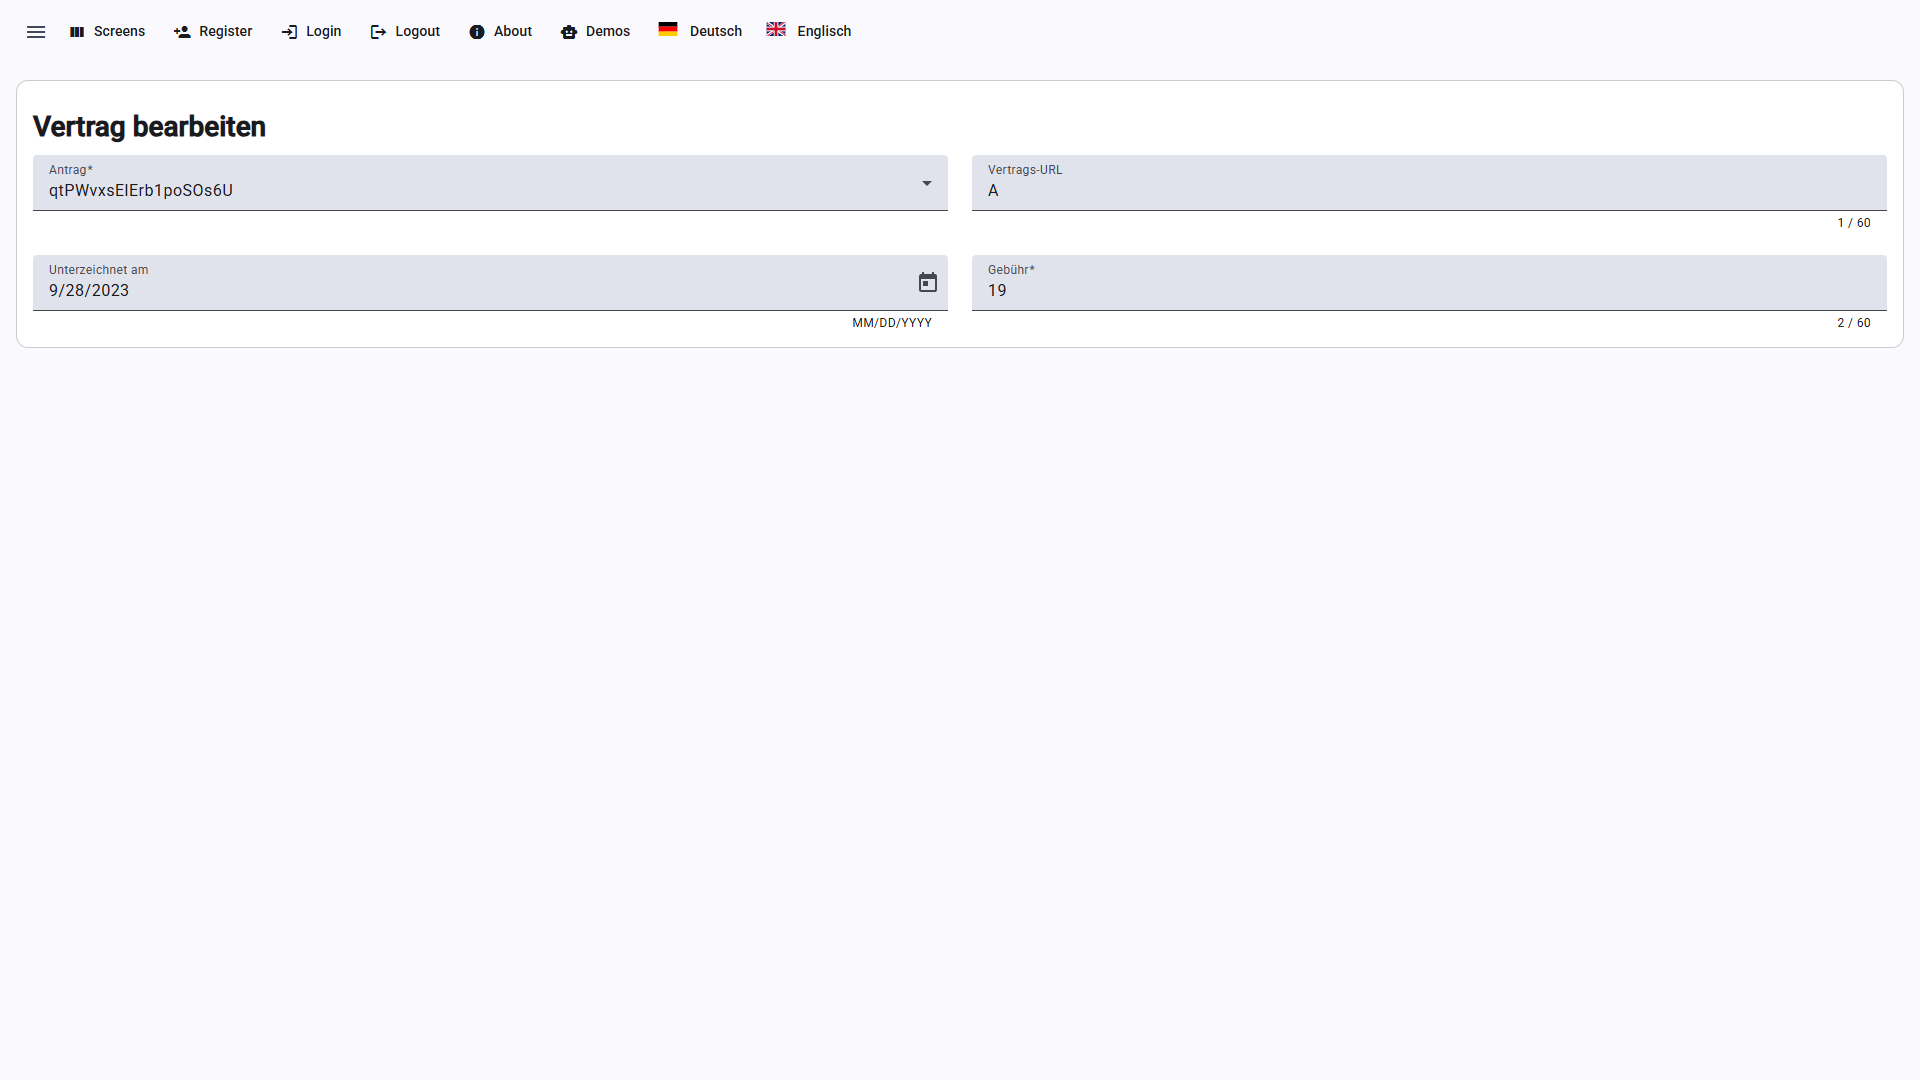 Screens Register Login Logout About Demos Deutsch Englisch
Vertrag bearbeiten
Antrag*
qtPWvxsEIErb1poSOs6U
Vertrags-URL
A
1 / 60
Unterzeichnet am
9/28/2023
MM/DD/YYYY
Gebühr*
19
2 / 60